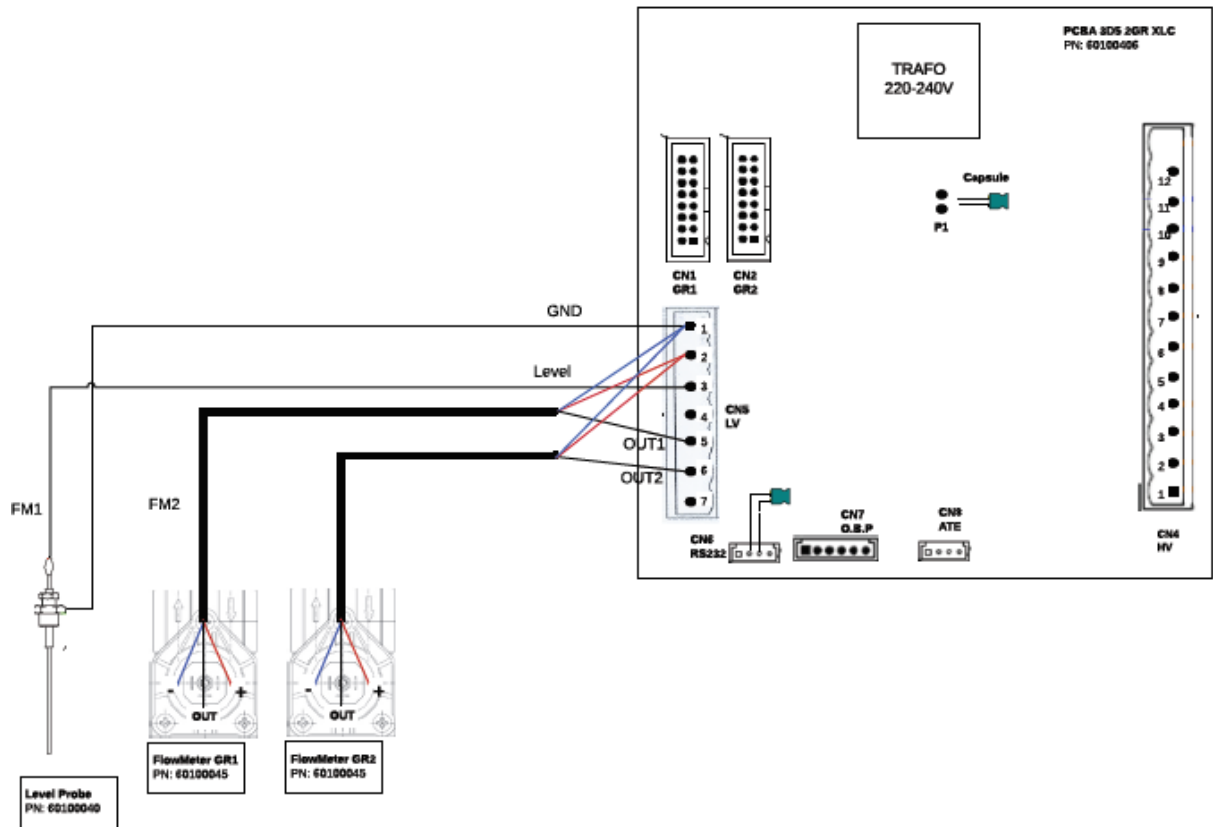 PCBA 3D5 2GR XLC
PN: 60100406
TRAFO
220-240V
Capsule
P1
CN1
GR1
CN2
GR2
12
11
10
9
8
7
6
5
4
3
2
1
CN4
HV
GND
Level
OUT1
OUT2
1
2
3
4
5
6
7
CN5
LV
CN6
RS232
CN7
O.B.P
CN8
ATE
FM1
FM2
-
+
OUT
-
+
OUT
FlowMeter GR1
PN: 60100045
FlowMeter GR2
PN: 60100045
Level Probe
PN: 60100040